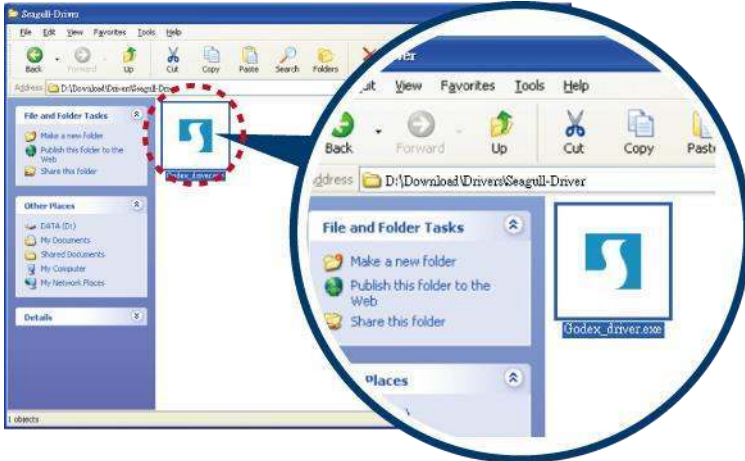 Seagull-Driver
File Edit View Favorites Tools Help
Back Forward Up Cut Copy Paste Search Folders
Address D:\Download\Drivers\Seagull-Driver
File and Folder Tasks
Make a new folder
Publish this folder to the
Web
Share this folder
Other Places
DATA (D:)
My Documents
Shared Documents
My Computer
My Network Places
Details
1 objects
Godex_driver.exe
View Favorites Tools Help
Back Forward Up Cut Copy
D:\Download\Drivers\Seagull-Driver
File and Folder Tasks
Make a new folder
Publish this folder to the
Web
Share this folder
Places
Godex_driver.exe